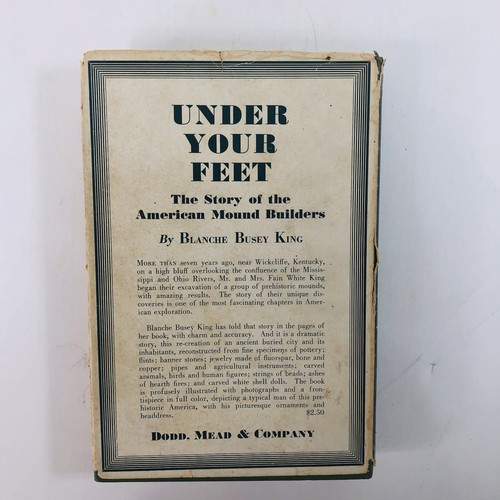 UNDER
YOUR
FEET
The Story of the
American Mound Builders
By BLANCHE BUSEY KING
MORE THAN seven years ago, near Wickcliffe, Kentucky,
on a high bluff overlooking the confluence of the Missis-
sippi and Ohio Rivers, Mr. and Mrs. Fain White King
began their excavation of a group of prehistoric mounds,
with amazing results. The story of their unique dis-
coveries is one of the most fascinating chapters in Amer-
ican exploration.
Blanche Busey King has told that story in the pages of
her book, with charm and accuracy. And it is a dramatic
story, this re-creation of an ancient buried city and its
inhabitants, reconstructed from fine specimens of pottery;
flints; banner stones; jewelry made of fluorspar, bone and
copper; pipes and agricultural instruments; carved
animals, birds and human figures; strings of beads; ashes
of hearth fires; and carved white shell dolls. The book
is profusely illustrated with photographs and a fron-
tispiece in full color, depicting a typical man of this pre-
historic America, with his picturesque ornaments and
headdress. $2.50
DODD, MEAD & COMPANY